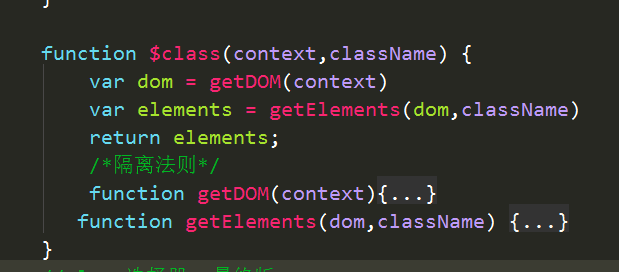 }
function $class(context,className) {
var dom = getDOM(context)
var elements = getElements(dom,className)
return elements;
/*隔离法则*/
function getDOM(context){...}
function getElements(dom,className) {...}
}